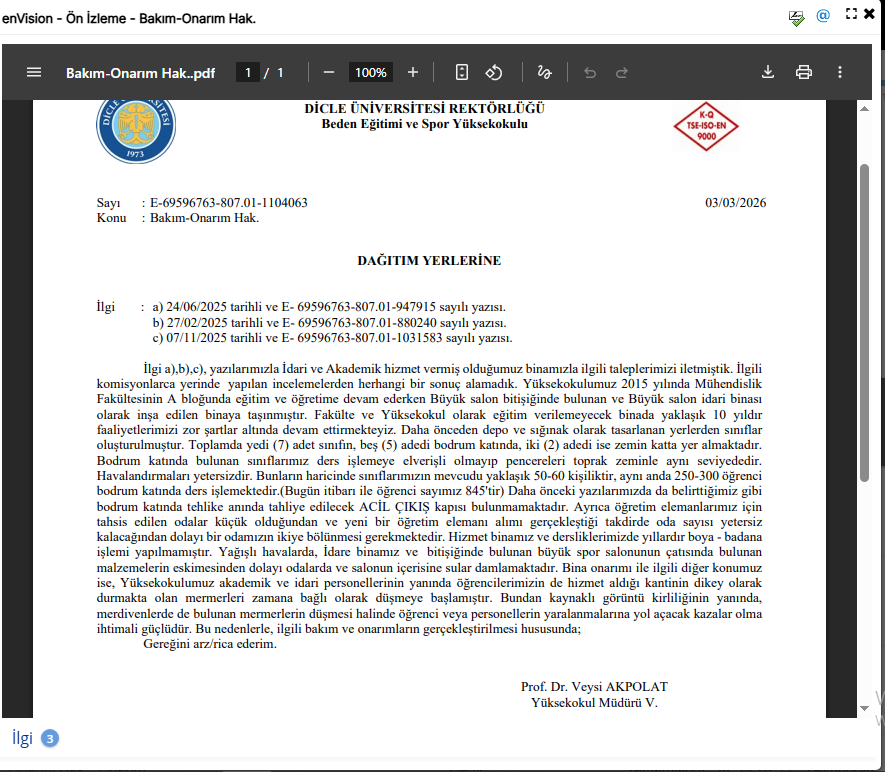 enVision - Ön İzleme - Bakım-Onarım Hak.
Bakım-Onarım Hak..pdf
1 / 1
100%
DİCLE ÜNİVERSİTESİ
1973
DİCLE ÜNİVERSİTESİ REKTÖRLÜĞÜ
Beden Eğitimi ve Spor Yüksekokulu
K-Q
TSE-ISO-EN
9000
Sayı : E-69596763-807.01-1104063
03/03/2026
Konu : Bakım-Onarım Hak.
DAĞITIM YERLERİNE
İlgi : a) 24/06/2025 tarihli ve E- 69596763-807.01-947915 sayılı yazısı.
b) 27/02/2025 tarihli ve E- 69596763-807.01-880240 sayılı yazısı.
c) 07/11/2025 tarihli ve E- 69596763-807.01-1031583 sayılı yazısı.
İlgi a),b),c), yazılarımızla İdari ve Akademik hizmet vermiş olduğumuz binamızla ilgili taleplerimizi iletmiştik. İlgili
komisyonlarca yerinde yapılan incelemelerden herhangi bir sonuç alamadık. Yüksekokulumuz 2015 yılında Mühendislik
Fakültesinin A bloğunda eğitim ve öğretime devam ederken Büyük salon bitişiğinde bulunan ve Büyük salon idari binası
olarak inşa edilen binaya taşınmıştır. Fakülte ve Yüksekokul olarak eğitim verilemeyecek binada yaklaşık 10 yıldır
faaliyetlerimizi zor şartlar altında devam ettirmekteyiz. Daha önceden depo ve sığınak olarak tasarlanan yerlerden sınıflar
oluşturulmuştur. Toplamda yedi (7) adet sınıfın, beş (5) adedi bodrum katında, iki (2) adedi ise zemin katta yer almaktadır.
Bodrum katında bulunan sınıflarımız ders işlemeye elverişli olmayıp pencereleri toprak zeminle aynı seviyededir.
Havalandırmaları yetersizdir. Bunların haricinde sınıflarımızın mevcudu yaklaşık 50-60 kişiliktir, aynı anda 250-300 öğrenci
bodrum katında ders işlemektedir.(Bugün itibarı ile öğrenci sayımız 845'tir) Daha önceki yazılarımızda da belirttiğimiz gibi
bodrum katında tehlike anında tahliye edilecek ACİL ÇIKIŞ kapısı bulunmamaktadır. Ayrıca öğretim elemanlarımız için
tahsis edilen odalar küçük olduğundan ve yeni bir öğretim elemanı alımı gerçekleştiği takdirde oda sayısı yetersiz
kalacağından dolayı bir odamızın ikiye bölünmesi gerekmektedir. Hizmet binamız ve dersliklerimizde yıllardır boya - badana
işlemi yapılmamıştır. Yağışlı havalarda, İdare binamız ve bitişiğinde bulunan büyük spor salonunun çatısında bulunan
malzemelerin eskimesinden dolayı odalarda ve salonun içerisine sular damlamaktadır. Bina onarımı ile ilgili diğer konumuz
ise, Yüksekokulumuz akademik ve idari personellerinin yanında öğrencilerimizin de hizmet aldığı kantinin dikey olarak
durmakta olan mermerleri zamana bağlı olarak düşmeye başlamıştır. Bundan kaynaklı görüntü kirliliğinin yanında,
merdivenlerde de bulunan mermerlerin düşmesi halinde öğrenci veya personellerin yaralanmalarına yol açacak kazalar olma
ihtimali güçlüdür. Bu nedenlerle, ilgili bakım ve onarımların gerçekleştirilmesi hususunda;
Gereğini arz/rica ederim.
Prof. Dr. Veysi AKPOLAT
Yüksekokul Müdürü V.
İlgi 3